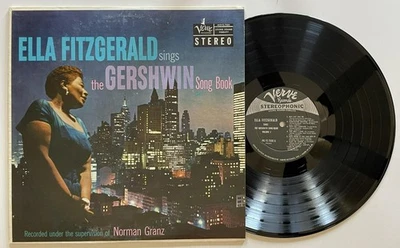 Verve
STEREO
ELLA FITZGERALD sings
the GERSHWIN Song Book
Recorded under the supervision of Norman Granz
Verve
STEREOPHONIC
ELLA FITZGERALD